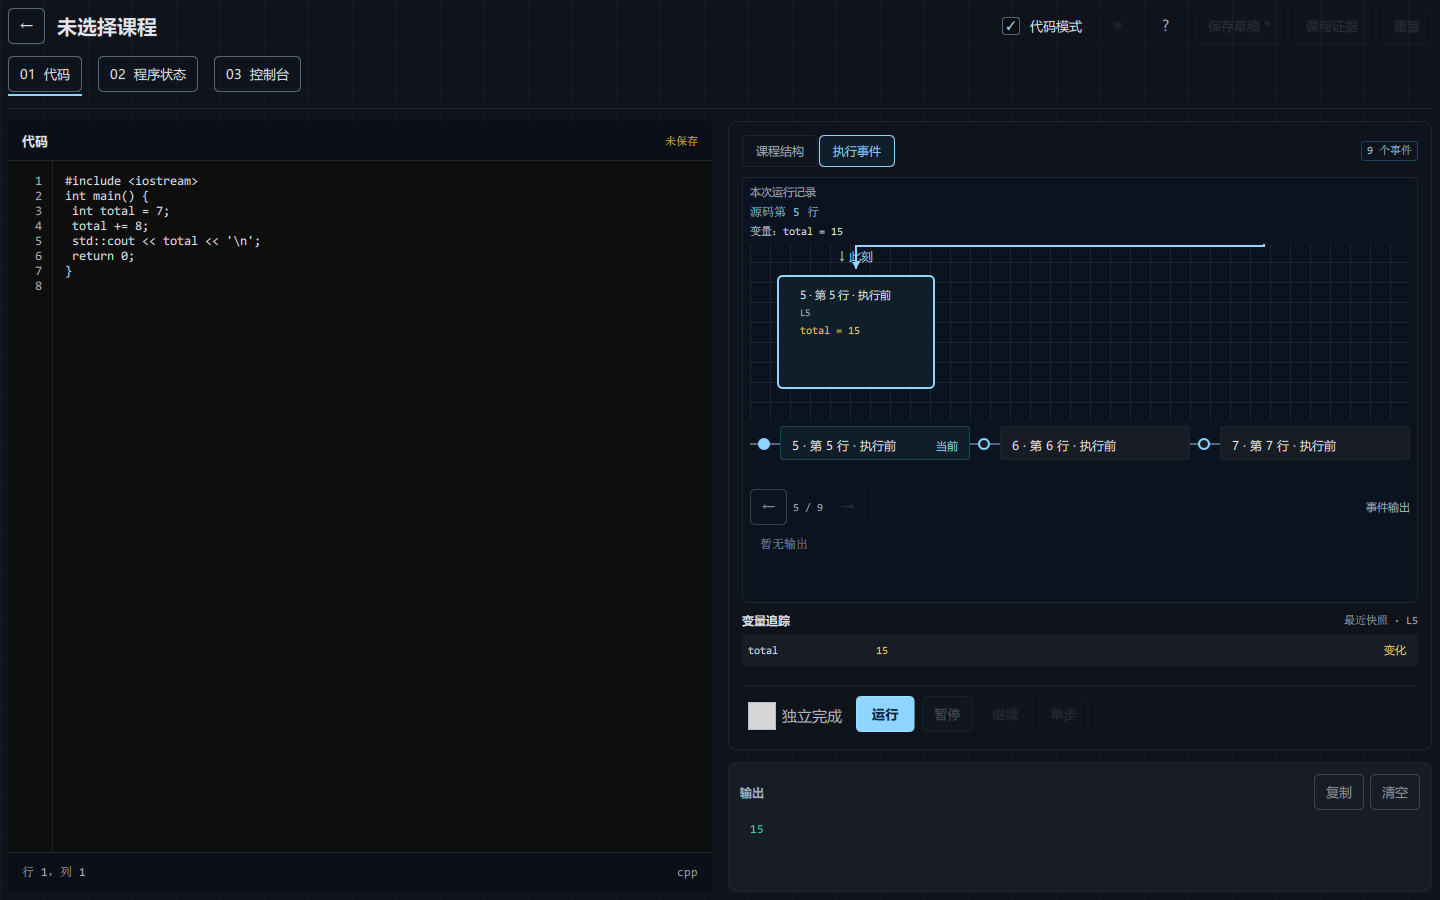 ← 未选择课程 ✓ 代码模式 ? 保存草稿 * 课程证据 重置
01 代码 02 程序状态 03 控制台
代码 未保存
1 #include <iostream>
2 int main() {
3 int total = 7;
4 total += 8;
5 std::cout << total << '\n';
6 return 0;
7 }
8
行 1, 列 1 cpp
课程结构 执行事件 9 个事件
本次运行记录
源码第 5 行
变量: total = 15
↓ 此刻
5 · 第 5 行 · 执行前
L5
total = 15
5 · 第 5 行 · 执行前 当前 6 · 第 6 行 · 执行前 7 · 第 7 行 · 执行前
← 5 / 9 → 事件输出
暂无输出
变量追踪 最近快照 · L5
total 15 变化
独立完成 运行 暂停 继续 单步
输出 复制 清空
15